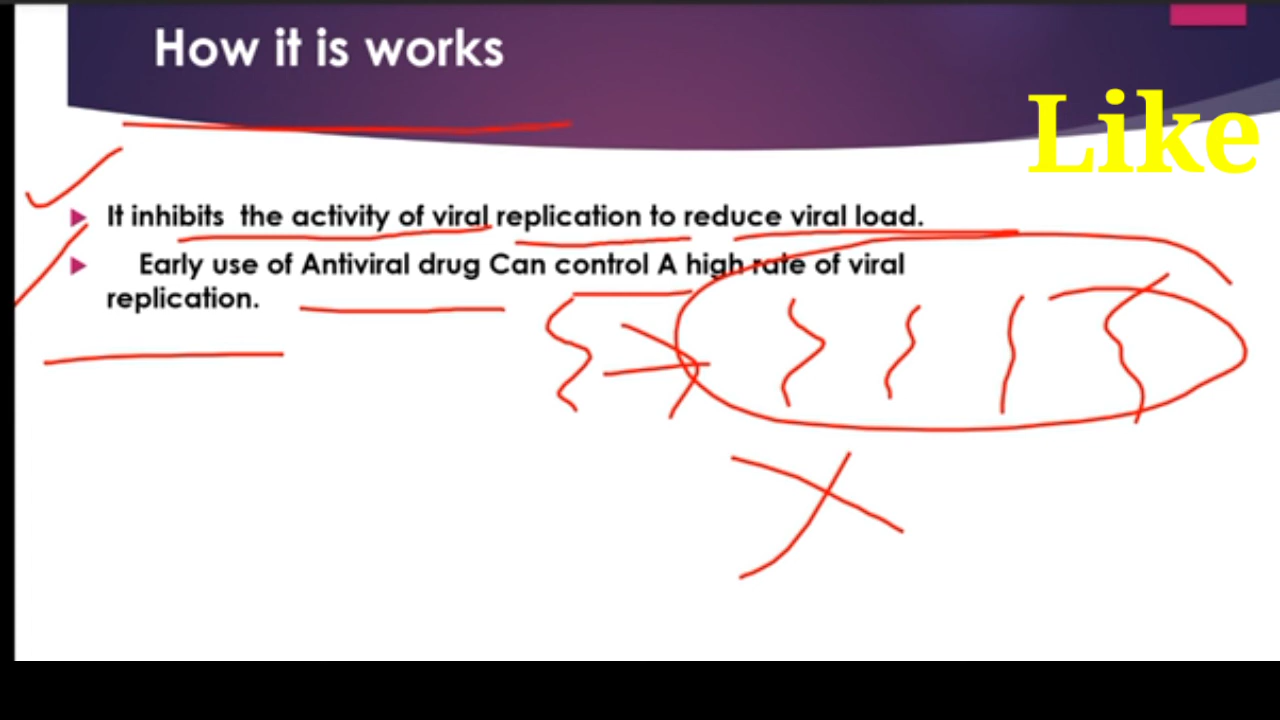 How it is works
Like
It inhibits the activity of viral replication to reduce viral load.
Early use of Antiviral drug Can control A high rate of viral
replication.